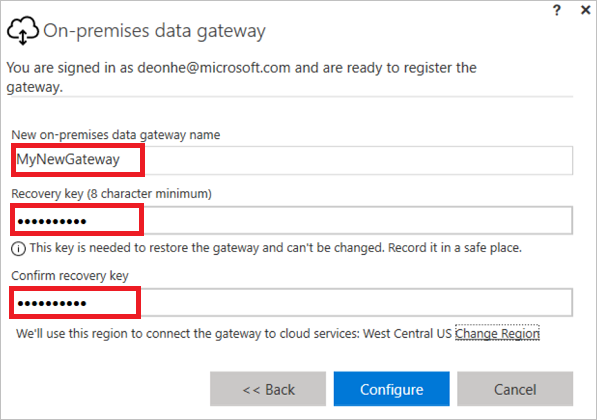 ? ×
On-premises data gateway
You are signed in as deonhe@microsoft.com and are ready to register the
gateway.
New on-premises data gateway name
MyNewGateway
Recovery key (8 character minimum)
••••••••••
This key is needed to restore the gateway and can't be changed. Record it in a safe place.
Confirm recovery key
••••••••••
We'll use this region to connect the gateway to cloud services: West Central US Change Region
<< Back Configure Cancel